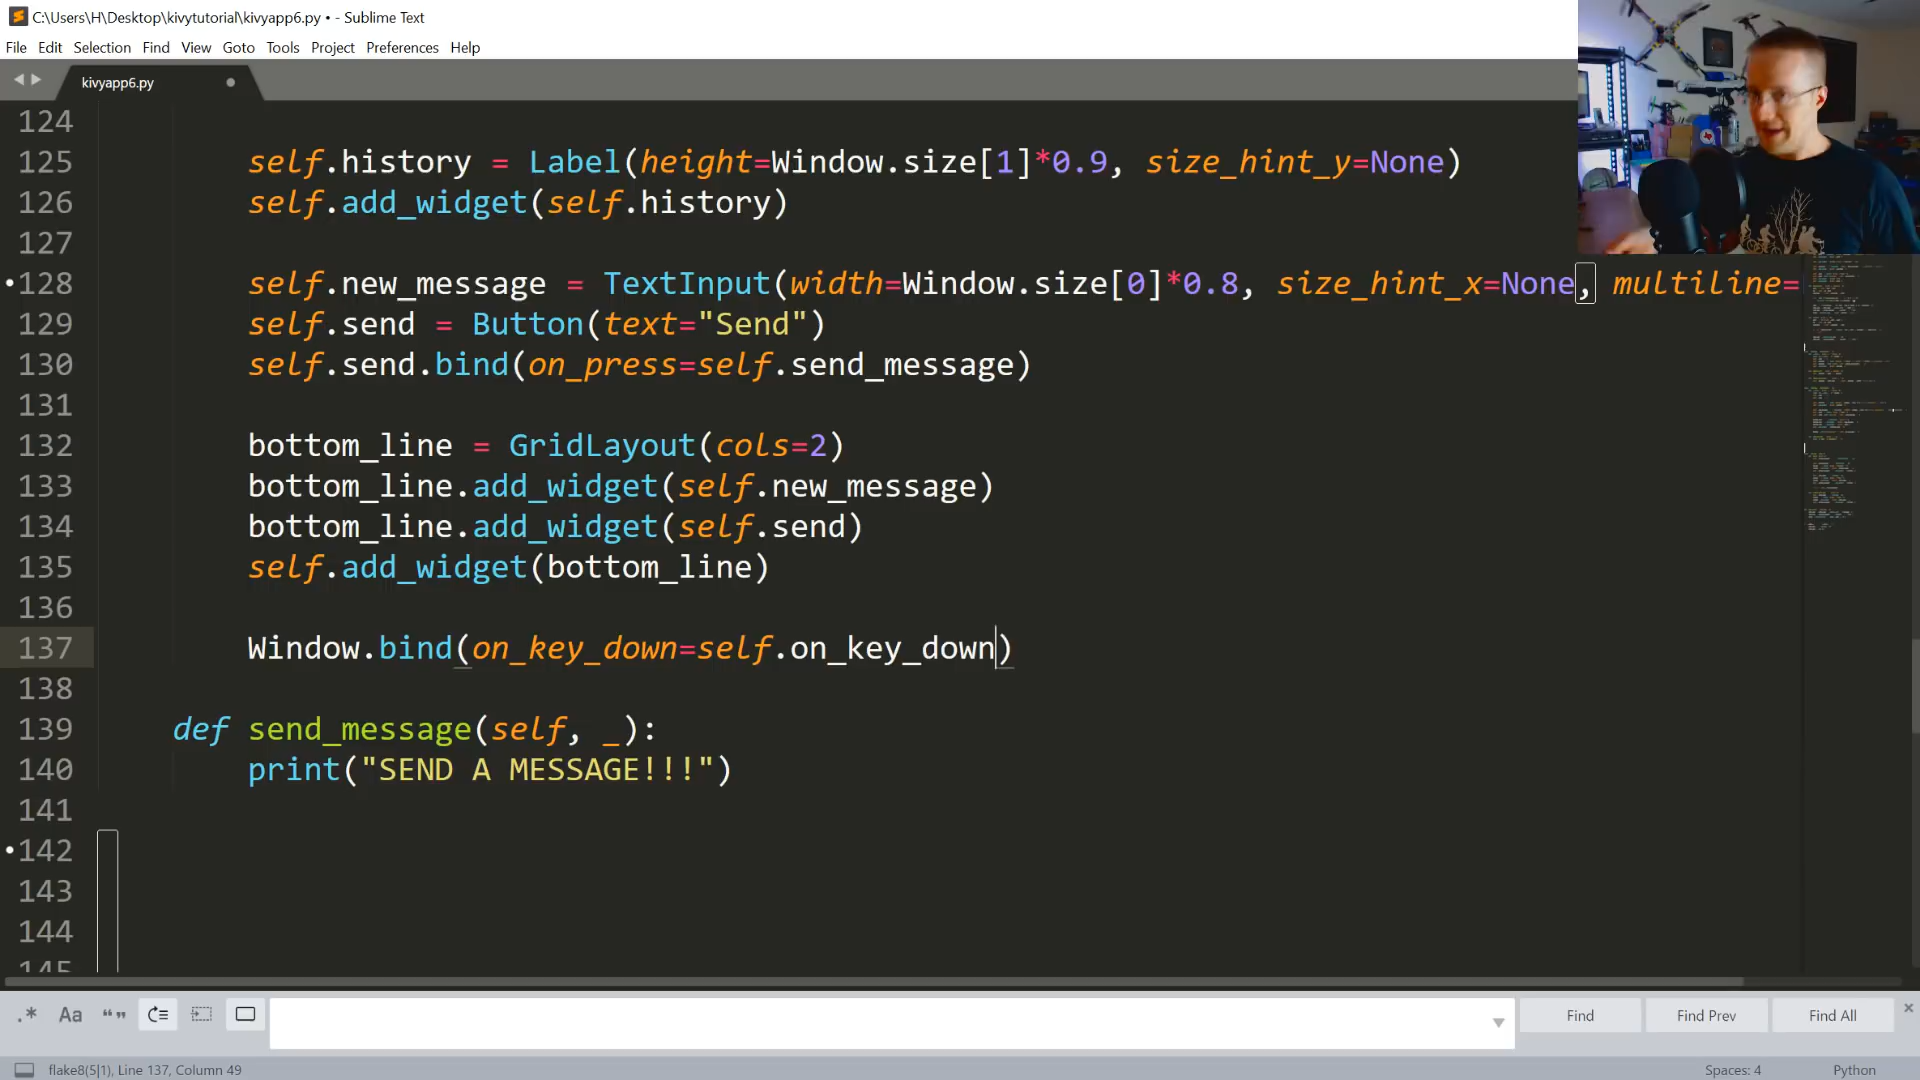 C:\Users\H\Desktop\kivytutorial\kivyapp6.py • - Sublime Text
File Edit Selection Find View Goto Tools Project Preferences Help
kivyapp6.py
124
125 self.history = Label(height=Window.size[1]*0.9, size_hint_y=None)
126 self.add_widget(self.history)
127
128 self.new_message = TextInput(width=Window.size[0]*0.8, size_hint_x=None, multiline=
129 self.send = Button(text="Send")
130 self.send.bind(on_press=self.send_message)
131
132 bottom_line = GridLayout(cols=2)
133 bottom_line.add_widget(self.new_message)
134 bottom_line.add_widget(self.send)
135 self.add_widget(bottom_line)
136
137 Window.bind(on_key_down=self.on_key_down)
138
139 def send_message(self, _):
140 print("SEND A MESSAGE!!!")
141
142
143
144
145
.* Aa “” Find Find Prev Find All
flake8(5|1), Line 137, Column 49 Spaces: 4 Python